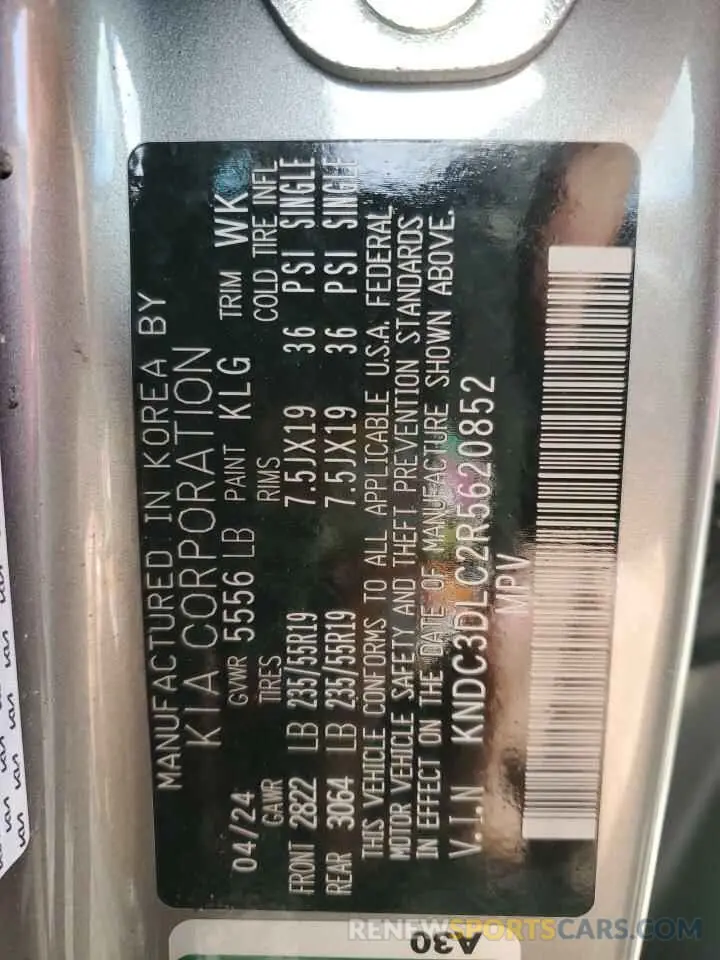 MANUFACTURED IN KOREA BY
KIA CORPORATION
04/24 GVWR 5556 LB PAINT KLG TRIM WK
GAWR TIRES RIMS COLD TIRE INFL
FRONT 2822 LB 235/55R19 7.5JX19 36 PSI SINGLE
REAR 3064 LB 235/55R19 7.5JX19 36 PSI SINGLE
THIS VEHICLE CONFORMS TO ALL APPLICABLE U.S.A. FEDERAL
MOTOR VEHICLE SAFETY AND THEFT PREVENTION STANDARDS
IN EFFECT ON THE DATE OF MANUFACTURE SHOWN ABOVE.
V.I.N KNDC3DLC2R5620852
MPV
A30
RENEWSPORTSCARS.COM